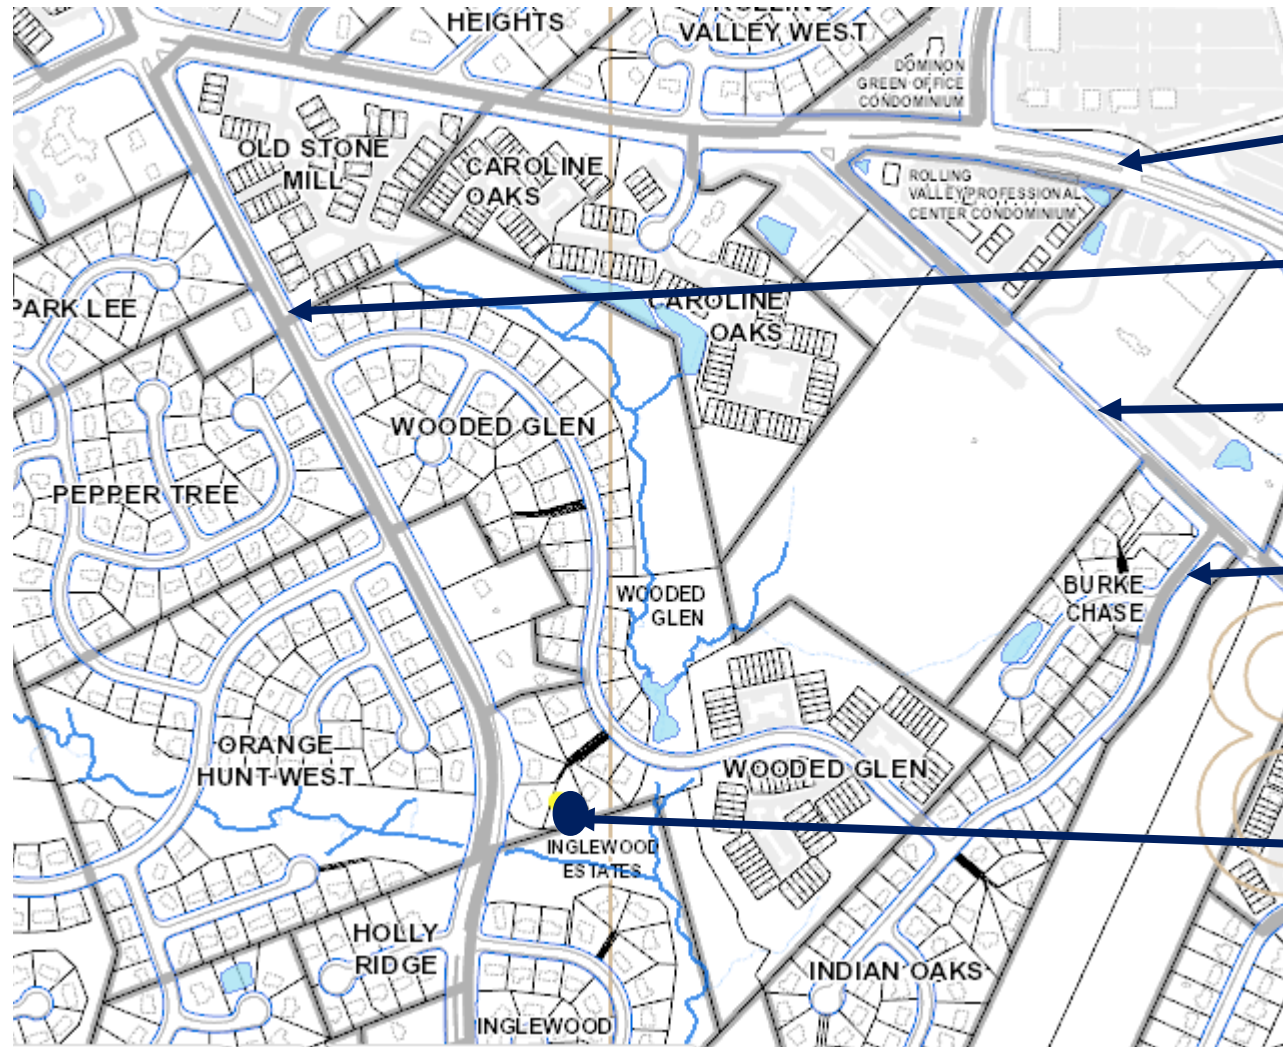 HEIGHTS
ROLLING
VALLEY WEST
DOMINON
GREEN OFFICE
CONDOMINIUM
OLD STONE
MILL
CAROLINE
OAKS
ROLLING
VALLEY PROFESSIONAL
CENTER CONDOMINIUM
PARK LEE
CAROLINE
OAKS
WOODED GLEN
PEPPER TREE
WOODED
GLEN
BURKE
CHASE
ORANGE
HUNT WEST
WOODED GLEN
INGLEWOOD
ESTATES
HOLLY
RIDGE
INDIAN OAKS
INGLEWOOD